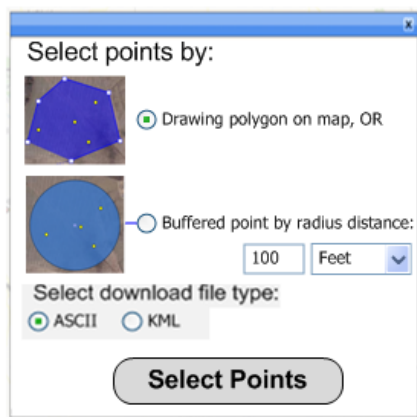 x
Select points by:
Drawing polygon on map, OR
Buffered point by radius distance:
100 Feet
Select download file type:
ASCII KML
Select Points